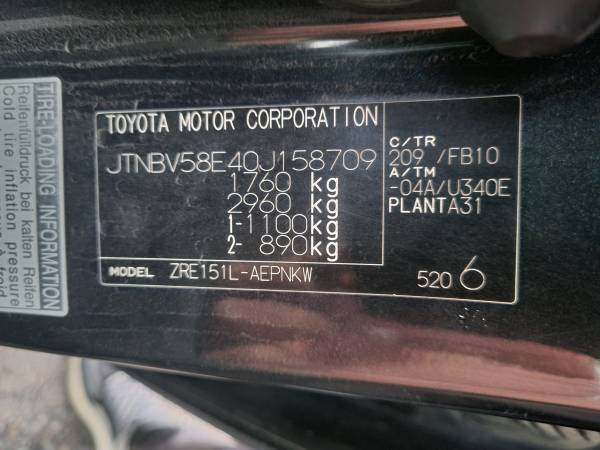 TOYOTA MOTOR CORPORATION
JTNBV58E40J158709
1760 kg
2960 kg
1-1100kg
2- 890kg
MODEL ZRE151L-AEPNKW
C/TR
209 /FB10
A/TM
-04A/U340E
PLANTA31
520 6
TIRE-LOADING INFORMATION
Reifenfülldruck bei kalten Reifen
Cold tire inflation pressure